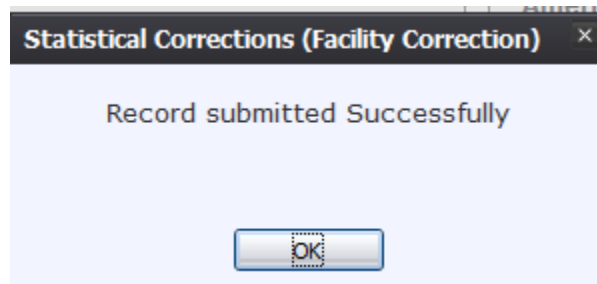 Statistical Corrections (Facility Correction)
Record submitted Successfully
OK